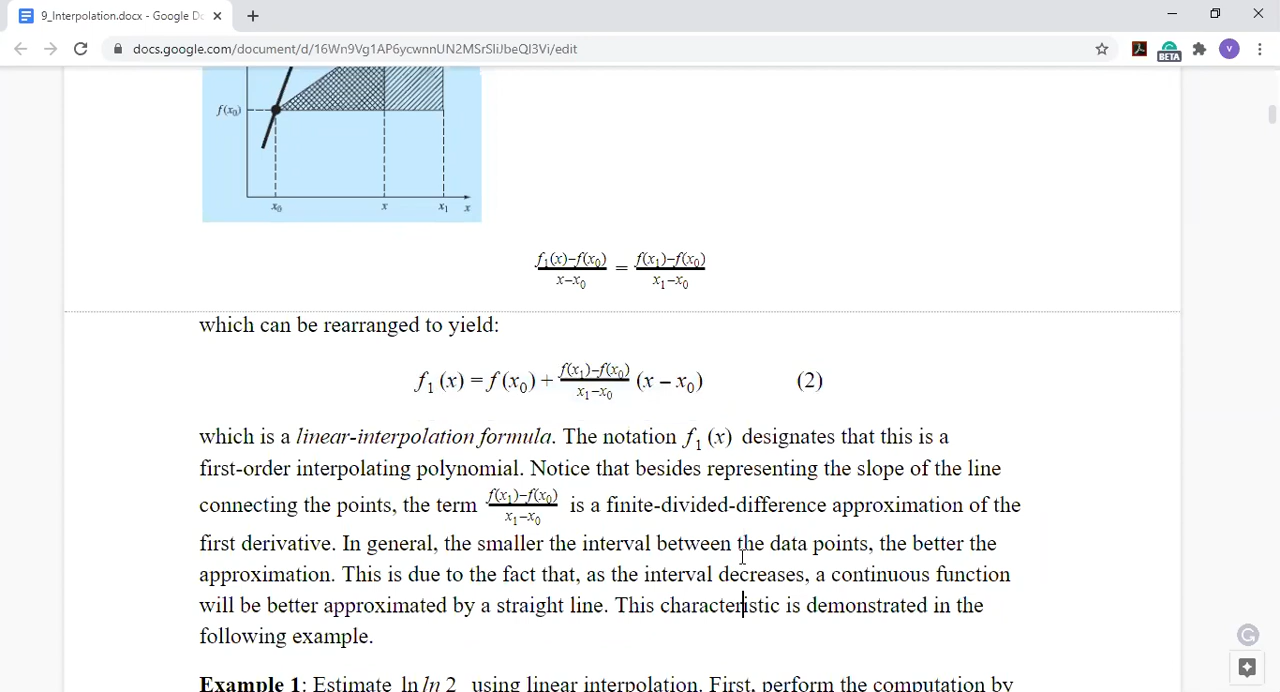 9_Interpolation.docx - Google Do
docs.google.com/document/d/16Wn9Vg1AP6ycwnnUN2MSrSliJbeQI3Vi/edit
V
BETA
f(x₀)
x₀ x x₁ x
f₁(x)−f(x₀) / x−x₀ = f(x₁)−f(x₀) / x₁−x₀
which can be rearranged to yield:
f₁ (x) = f (x₀) + f(x₁)−f(x₀) / x₁−x₀ (x − x₀) (2)
which is a linear-interpolation formula. The notation f₁ (x) designates that this is a
first-order interpolating polynomial. Notice that besides representing the slope of the line
connecting the points, the term f(x₁)−f(x₀) / x₁−x₀ is a finite-divided-difference approximation of the
first derivative. In general, the smaller the interval between the data points, the better the
approximation. This is due to the fact that, as the interval decreases, a continuous function
will be better approximated by a straight line. This characteristic is demonstrated in the
following example.
Example 1: Estimate ln ln 2 using linear interpolation. First, perform the computation by